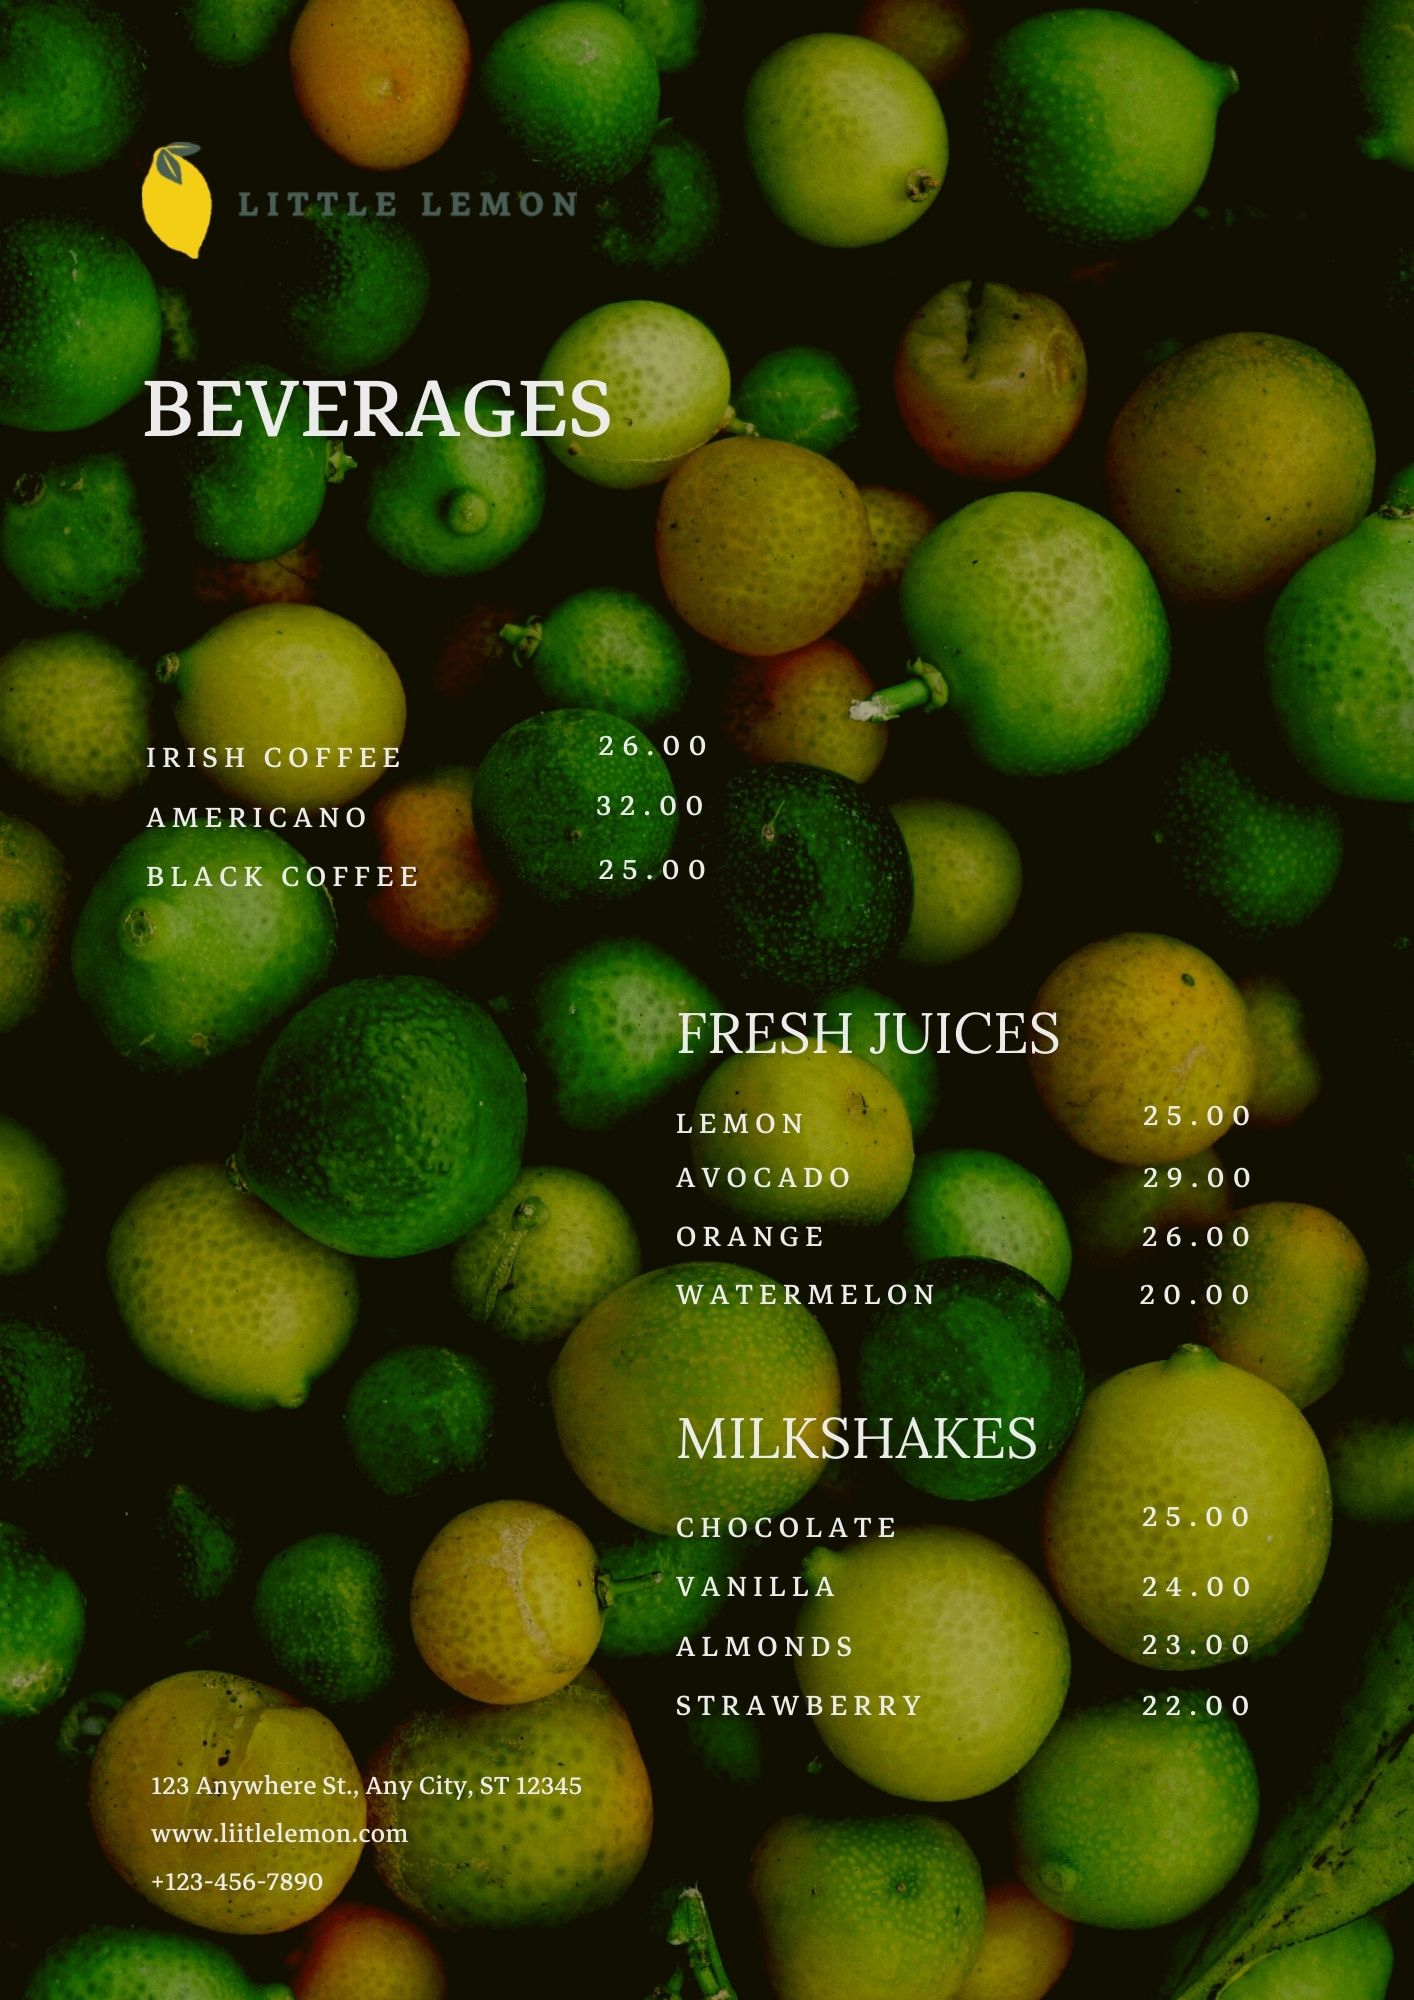 LITTLE LEMON
BEVERAGES
IRISH COFFEE 26.00
AMERICANO 32.00
BLACK COFFEE 25.00
FRESH JUICES
LEMON 25.00
AVOCADO 29.00
ORANGE 26.00
WATERMELON 20.00
MILKSHAKES
CHOCOLATE 25.00
VANILLA 24.00
ALMONDS 23.00
STRAWBERRY 22.00
123 Anywhere St., Any City, ST 12345
www.liitlelemon.com
+123-456-7890